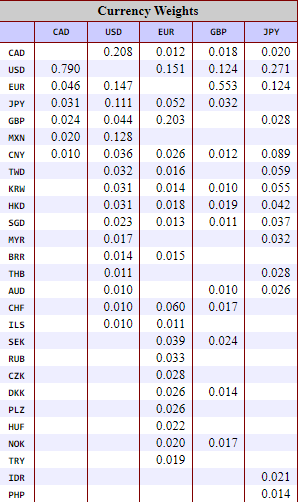 Currency Weights
CAD USD EUR GBP JPY
CAD 0.208 0.012 0.018 0.020
USD 0.790 0.151 0.124 0.271
EUR 0.046 0.147 0.553 0.124
JPY 0.031 0.111 0.052 0.032
GBP 0.024 0.044 0.203 0.028
MXN 0.020 0.128
CNY 0.010 0.036 0.026 0.012 0.089
TWD 0.032 0.016 0.059
KRW 0.031 0.014 0.010 0.055
HKD 0.031 0.018 0.019 0.042
SGD 0.023 0.013 0.011 0.037
MYR 0.017 0.032
BRR 0.014 0.015
THB 0.011 0.028
AUD 0.010 0.010 0.026
CHF 0.010 0.060 0.017
ILS 0.010 0.011
SEK 0.039 0.024
RUB 0.033
CZK 0.028
DKK 0.026 0.014
PLZ 0.026
HUF 0.022
NOK 0.020 0.017
TRY 0.019
IDR 0.021
PHP 0.014